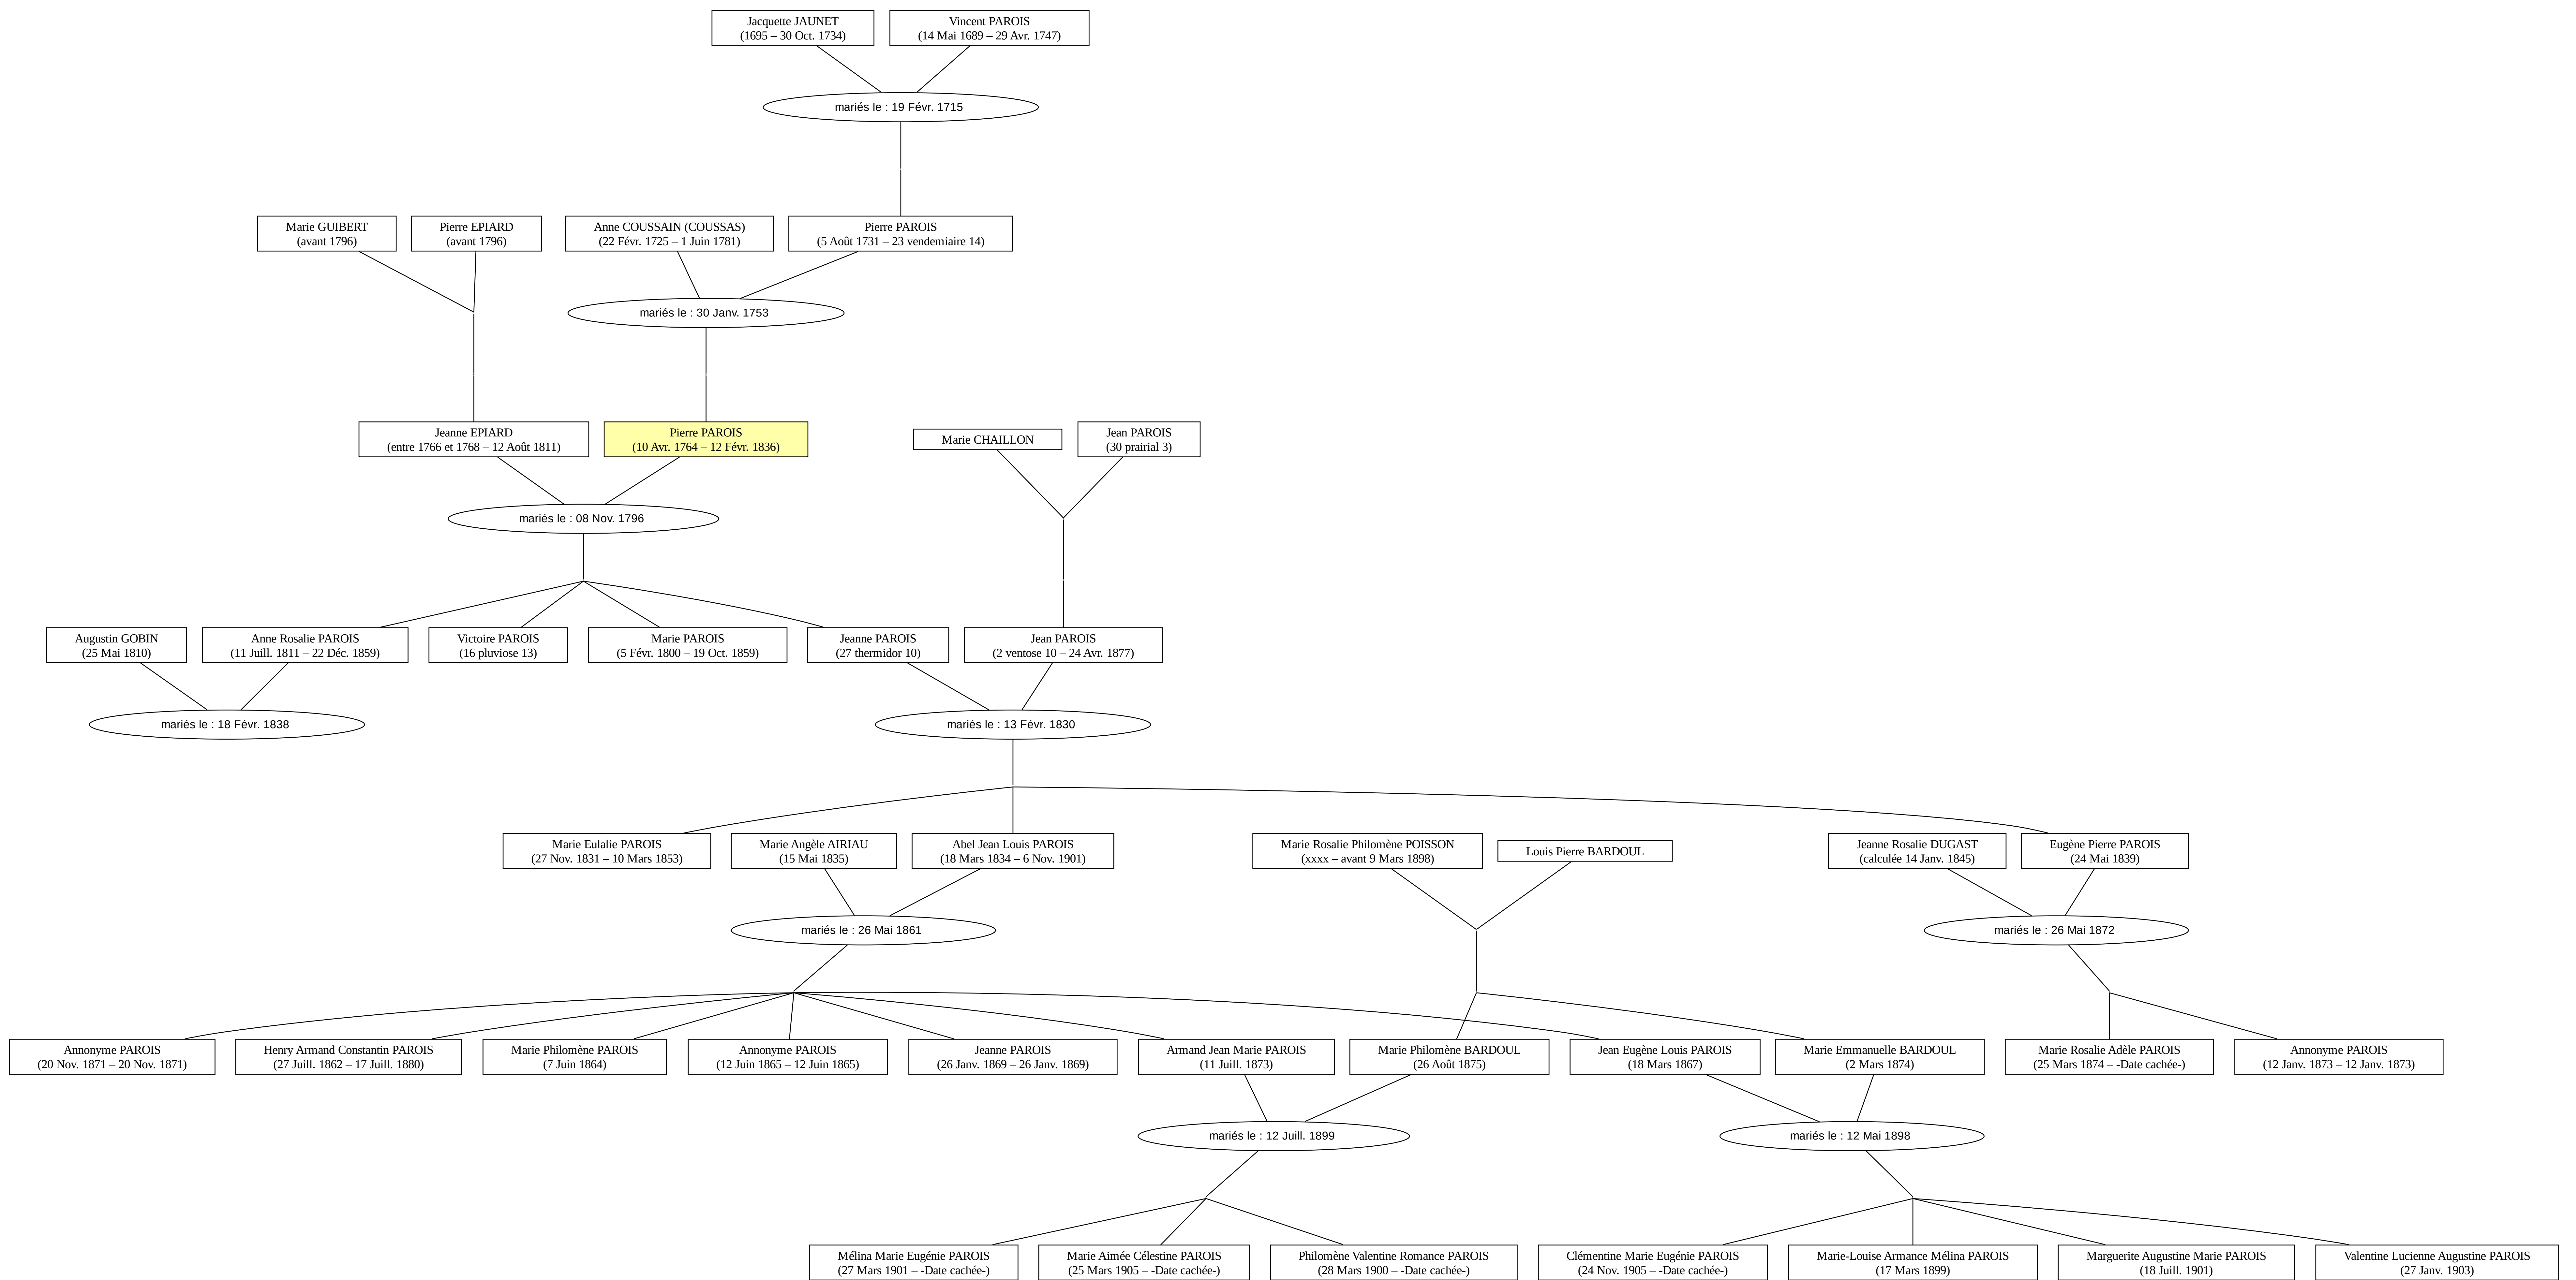 Jacquette JAUNET
(1695 – 30 Oct. 1734)
Vincent PAROIS
(14 Mai 1689 – 29 Avr. 1747)
mariés le : 19 Févr. 1715
Marie GUIBERT
(avant 1796)
Pierre EPIARD
(avant 1796)
Anne COUSSAIN (COUSSAS)
(22 Févr. 1725 – 1 Juin 1781)
Pierre PAROIS
(5 Août 1731 – 23 vendemiaire 14)
mariés le : 30 Janv. 1753
Jeanne EPIARD
(entre 1766 et 1768 – 12 Août 1811)
Pierre PAROIS
(10 Avr. 1764 – 12 Févr. 1836)
Marie CHAILLON
Jean PAROIS
(30 prairial 3)
mariés le : 08 Nov. 1796
Augustin GOBIN
(25 Mai 1810)
Anne Rosalie PAROIS
(11 Juill. 1811 – 22 Déc. 1859)
Victoire PAROIS
(16 pluviose 13)
Marie PAROIS
(5 Févr. 1800 – 19 Oct. 1859)
Jeanne PAROIS
(27 thermidor 10)
Jean PAROIS
(2 ventose 10 – 24 Avr. 1877)
mariés le : 18 Févr. 1838
mariés le : 13 Févr. 1830
Marie Eulalie PAROIS
(27 Nov. 1831 – 10 Mars 1853)
Marie Angèle AIRIAU
(15 Mai 1835)
Abel Jean Louis PAROIS
(18 Mars 1834 – 6 Nov. 1901)
Marie Rosalie Philomène POISSON
(xxxx – avant 9 Mars 1898)
Louis Pierre BARDOUL
Jeanne Rosalie DUGAST
(calculée 14 Janv. 1845)
Eugène Pierre PAROIS
(24 Mai 1839)
mariés le : 26 Mai 1861
mariés le : 26 Mai 1872
Annonyme PAROIS
(20 Nov. 1871 – 20 Nov. 1871)
Henry Armand Constantin PAROIS
(27 Juill. 1862 – 17 Juill. 1880)
Marie Philomène PAROIS
(7 Juin 1864)
Annonyme PAROIS
(12 Juin 1865 – 12 Juin 1865)
Jeanne PAROIS
(26 Janv. 1869 – 26 Janv. 1869)
Armand Jean Marie PAROIS
(11 Juill. 1873)
Marie Philomène BARDOUL
(26 Août 1875)
Jean Eugène Louis PAROIS
(18 Mars 1867)
Marie Emmanuelle BARDOUL
(2 Mars 1874)
Marie Rosalie Adèle PAROIS
(25 Mars 1874 – -Date cachée-)
Annonyme PAROIS
(12 Janv. 1873 – 12 Janv. 1873)
mariés le : 12 Juill. 1899
mariés le : 12 Mai 1898
Mélina Marie Eugénie PAROIS
(27 Mars 1901 – -Date cachée-)
Marie Aimée Célestine PAROIS
(25 Mars 1905 – -Date cachée-)
Philomène Valentine Romance PAROIS
(28 Mars 1900 – -Date cachée-)
Clémentine Marie Eugénie PAROIS
(24 Nov. 1905 – -Date cachée-)
Marie-Louise Armance Mélina PAROIS
(17 Mars 1899)
Marguerite Augustine Marie PAROIS
(18 Juill. 1901)
Valentine Lucienne Augustine PAROIS
(27 Janv. 1903)